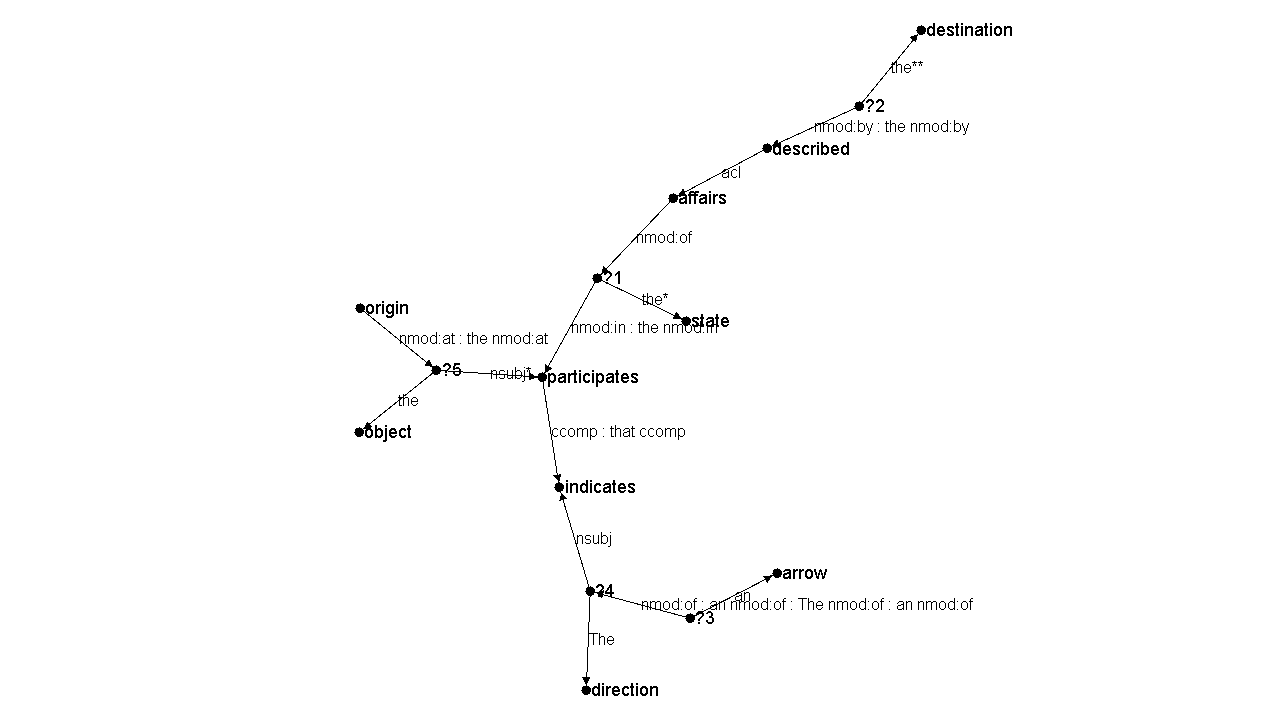 destination
the**
?2
nmod:by : the nmod:by
described
acl
affairs
nmod:of
?1
the*
origin
state
nmod:in : the nmod:in
nmod:at : the nmod:at
?5
nsubj*
participates
the
object
ccomp : that ccomp
indicates
nsubj
arrow
?4
an
nmod:of : an nmod:of : The nmod:of : an nmod:of
?3
The
direction